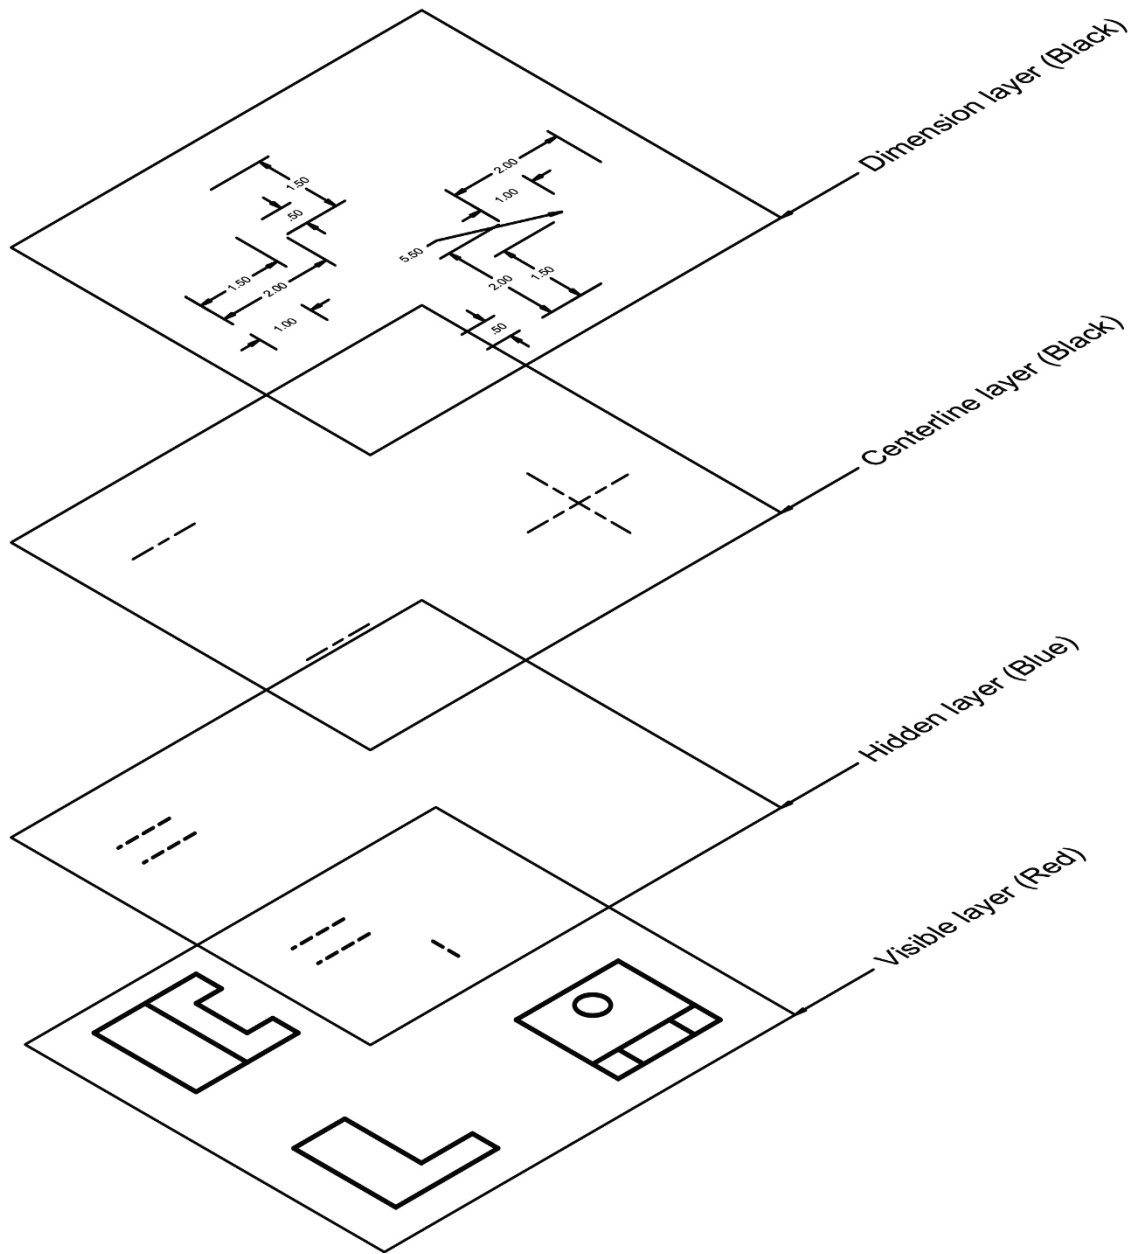 Dimension layer (Black)
2.00
1.50
1.00
.50
5.50
1.50
2.00
1.50
2.00
1.00
.50
Centerline layer (Black)
Hidden layer (Blue)
Visible layer (Red)